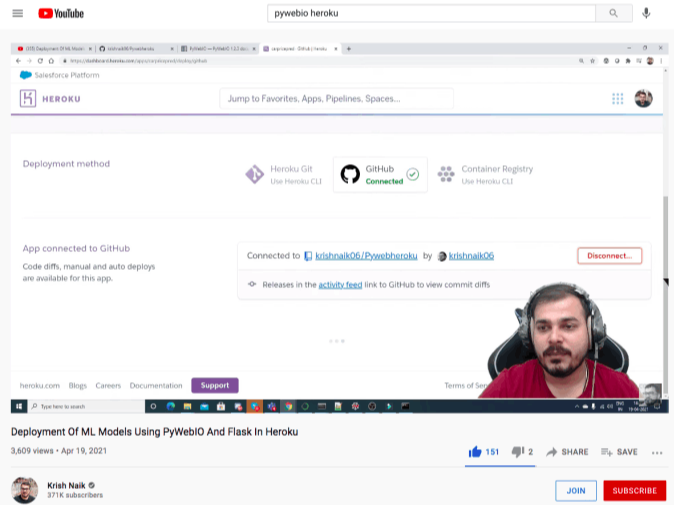 YouTube
pywebio heroku
Salesforce Platform
HEROKU
Jump to Favorites, Apps, Pipelines, Spaces...
Deployment method
Heroku Git
Use Heroku CLI
GitHub
Connected
Container Registry
Use Heroku CLI
App connected to GitHub
Code diffs, manual and auto deploys
are available for this app.
Connected to krishnaik06/Pywebheroku by krishnaik06
Disconnect...
Releases in the activity feed link to GitHub to view commit diffs
heroku.com Blogs Careers Documentation Support
Terms of Ser
Type here to search
Deployment Of ML Models Using PyWebIO And Flask In Heroku
3,609 views • Apr 19, 2021
151 2 SHARE SAVE
Krish Naik
371K subscribers
JOIN SUBSCRIBE